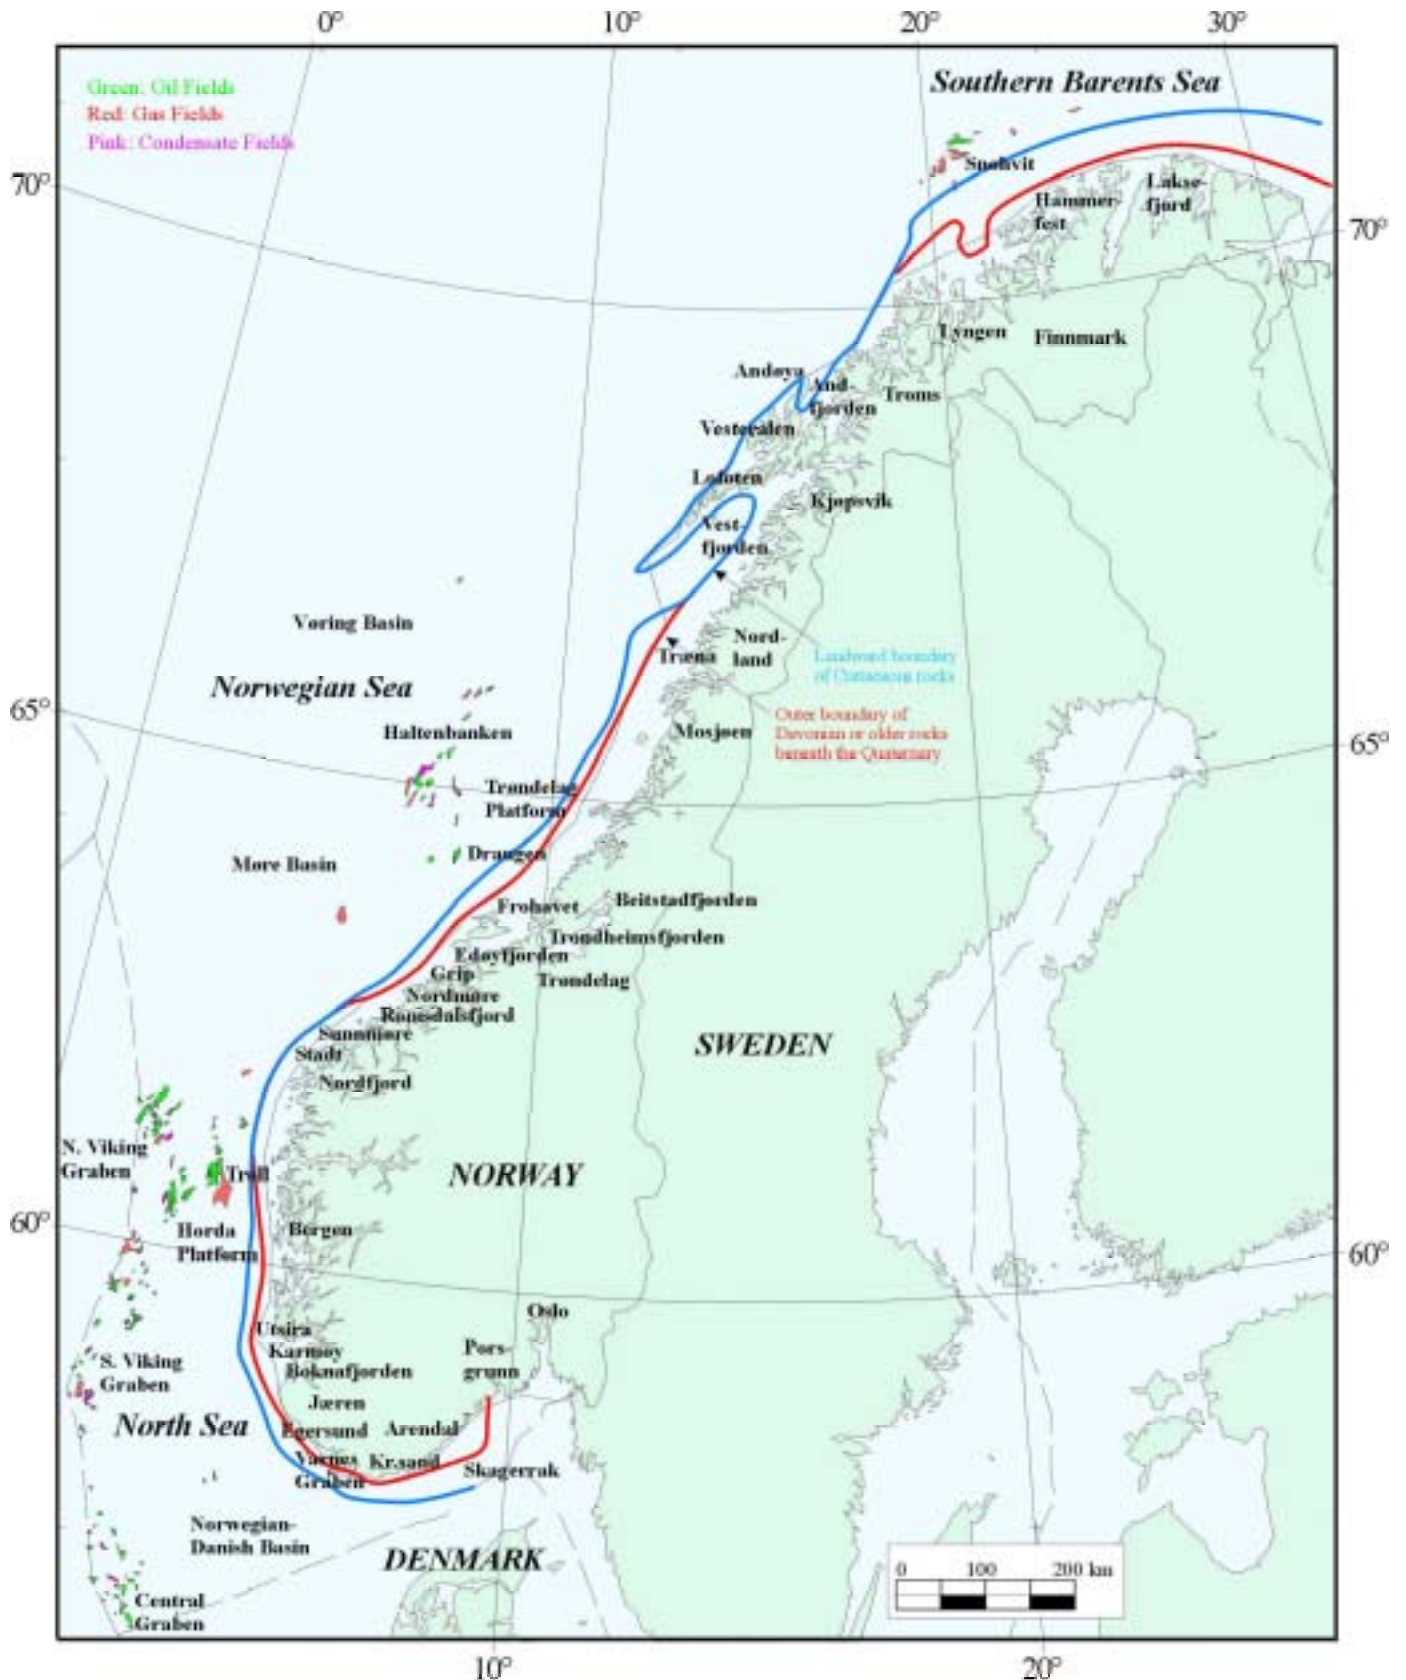 0°
10°
20°
30°
Green: Oil Fields
Red: Gas Fields
Pink: Condensate Fields
Southern Barents Sea
Snøhvit
Hammer-
fest
Lakse-
fjord
70°
70°
Lyngen
Finnmark
Andøya
And-
fjorden
Troms
Vesterålen
Lofoten
Kjøpsvik
Vest-
fjorden
Vøring Basin
Nord-
land
Træna
Landward boundary
of Cretaceous rocks
Norwegian Sea
65°
65°
Haltenbanken
Mosjøen
Outer boundary of
Devonian or older rocks
beneath the Quaternary
Trøndelag
Platform
Draugen
Møre Basin
Frohavet
Beitstadfjorden
Trondheimsfjorden
Edøyfjorden
Grip
Trøndelag
Nordmøre
Romsdalsfjord
Sunnmøre
Stadt
Nordfjord
SWEDEN
N. Viking
Graben
Troll
NORWAY
60°
60°
Horda
Platform
Bergen
Oslo
Utsira
Karmøy
Boknafjorden
Pors-
grunn
S. Viking
Graben
Jæren
North Sea
Egersund
Arendal
Varnes
Graben
Kr.sand
Skagerrak
Norwegian-
Danish Basin
DENMARK
Central
Graben
0 100 200 km
10°
20°